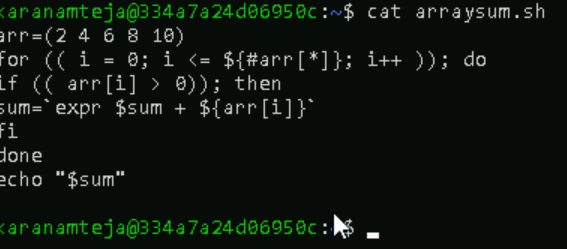 karanamteja@334a7a24d06950c:~$ cat arraysum.sh
arr=(2 4 6 8 10)
for (( i = 0; i <= ${#arr[*]}; i++ )); do
if (( arr[i] > 0)); then
sum=`expr $sum + ${arr[i]}`
fi
done
echo "$sum"
karanamteja@334a7a24d06950c:~$